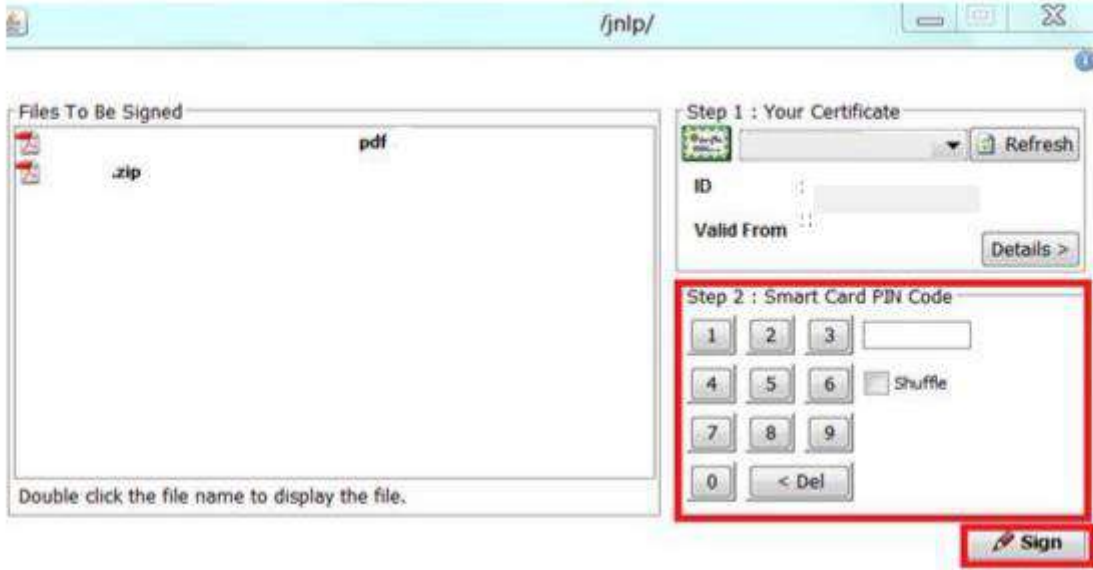 /jnlp/
Files To Be Signed
pdf
.zip
Double click the file name to display the file.
Step 1 : Your Certificate
Refresh
ID :
Valid From ::
Details >
Step 2 : Smart Card PIN Code
1 2 3
4 5 6 Shuffle
7 8 9
0 < Del
Sign